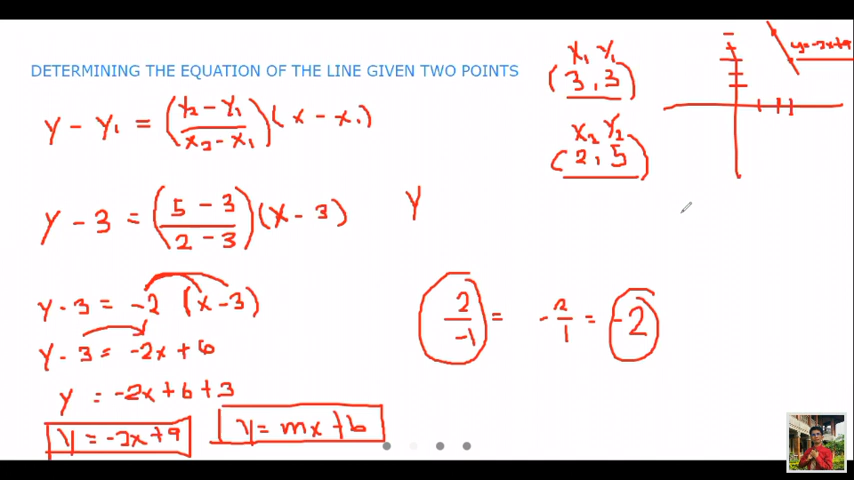 DETERMINING THE EQUATION OF THE LINE GIVEN TWO POINTS
y - y₁ = (y₂ - y₁ / x₂ - x₁)(x - x₁)
y - 3 = (5 - 3 / 2 - 3)(x - 3)
y - 3 = -2 (x - 3)
y - 3 = -2x + 6
y = -2x + 6 + 3
y = -2x + 9
y = mx + b
x₁ y₁
(3, 3)
x₂ y₂
(2, 5)
y = -2x+9
y
2/-1 = -2/1 = -2